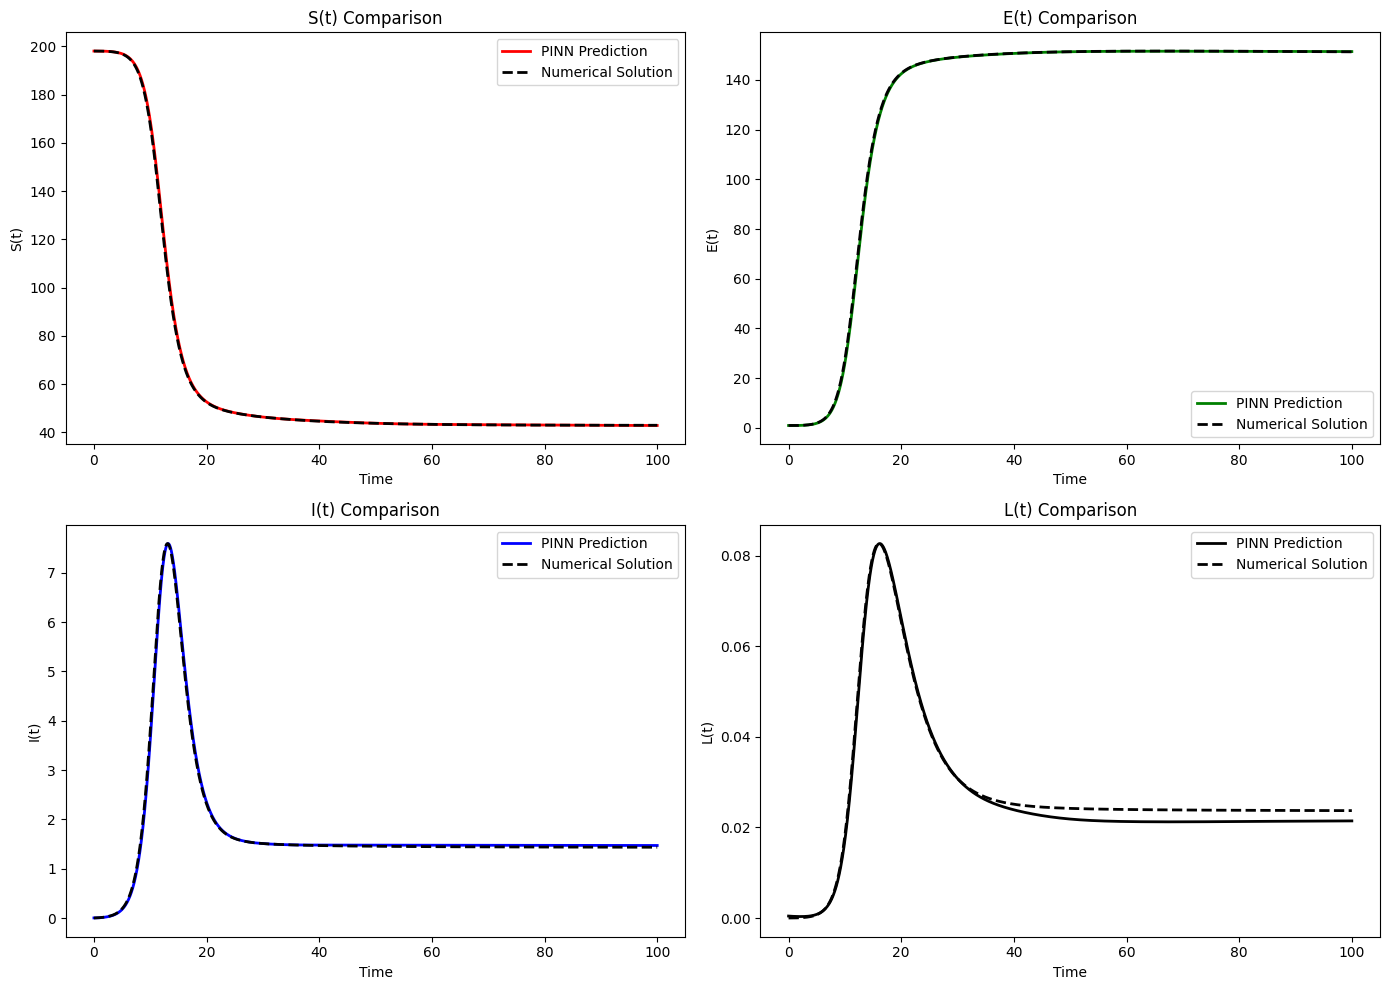 S(t) Comparison
PINN Prediction
Numerical Solution
200
180
160
140
120
100
80
60
40
S(t)
0 20 40 60 80 100
Time
E(t) Comparison
140
120
100
80
60
40
20
0
E(t)
PINN Prediction
Numerical Solution
0 20 40 60 80 100
Time
I(t) Comparison
PINN Prediction
Numerical Solution
7
6
5
4
3
2
1
0
I(t)
0 20 40 60 80 100
Time
L(t) Comparison
PINN Prediction
Numerical Solution
0.08
0.06
0.04
0.02
0.00
L(t)
0 20 40 60 80 100
Time